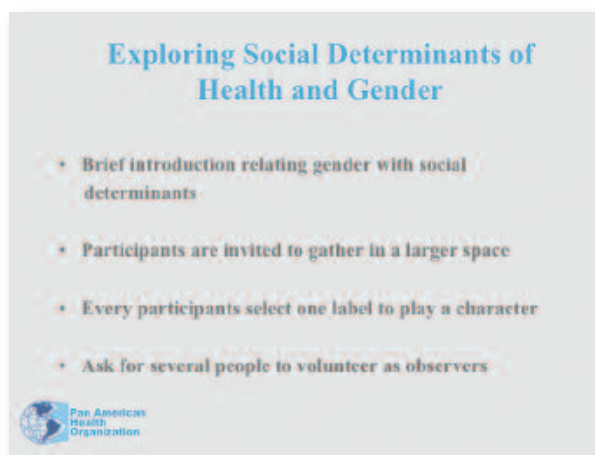 Exploring Social Determinants of
Health and Gender
• Brief introduction relating gender with social
determinants
• Participants are invited to gather in a larger space
• Every participants select one label to play a character
• Ask for several people to volunteer as observers
Pan American
Health
Organization